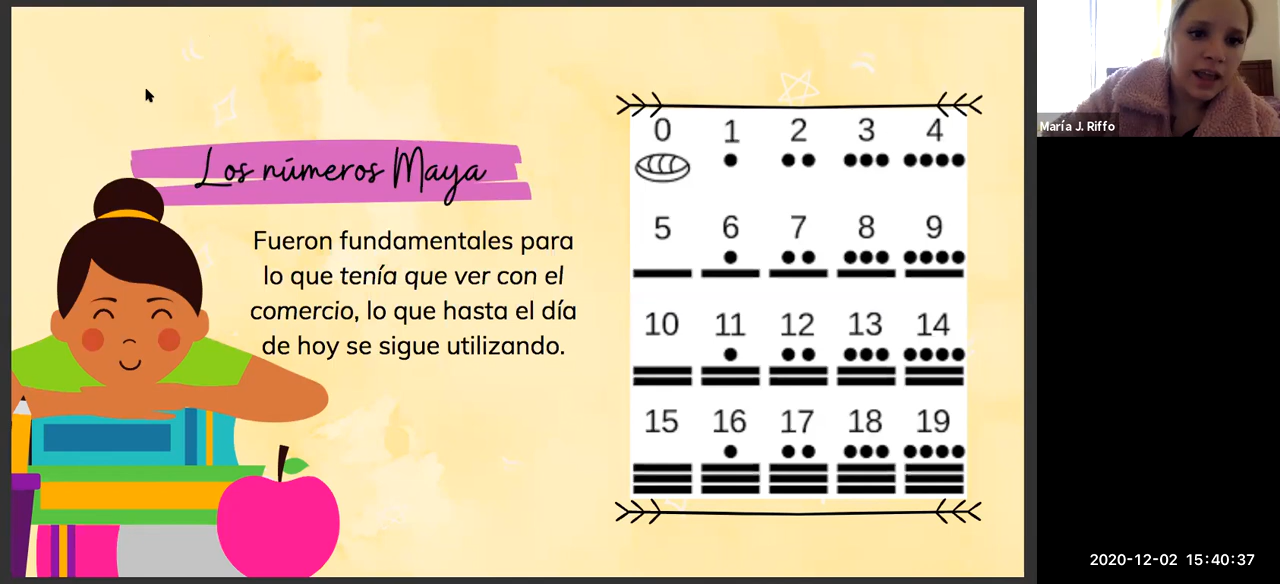 Los números Maya
Fueron fundamentales para
lo que tenía que ver con el
comercio, lo que hasta el día
de hoy se sigue utilizando.
0 1 2 3 4
5 6 7 8 9
10 11 12 13 14
15 16 17 18 19
María J. Riffo
2020-12-02 15:40:37